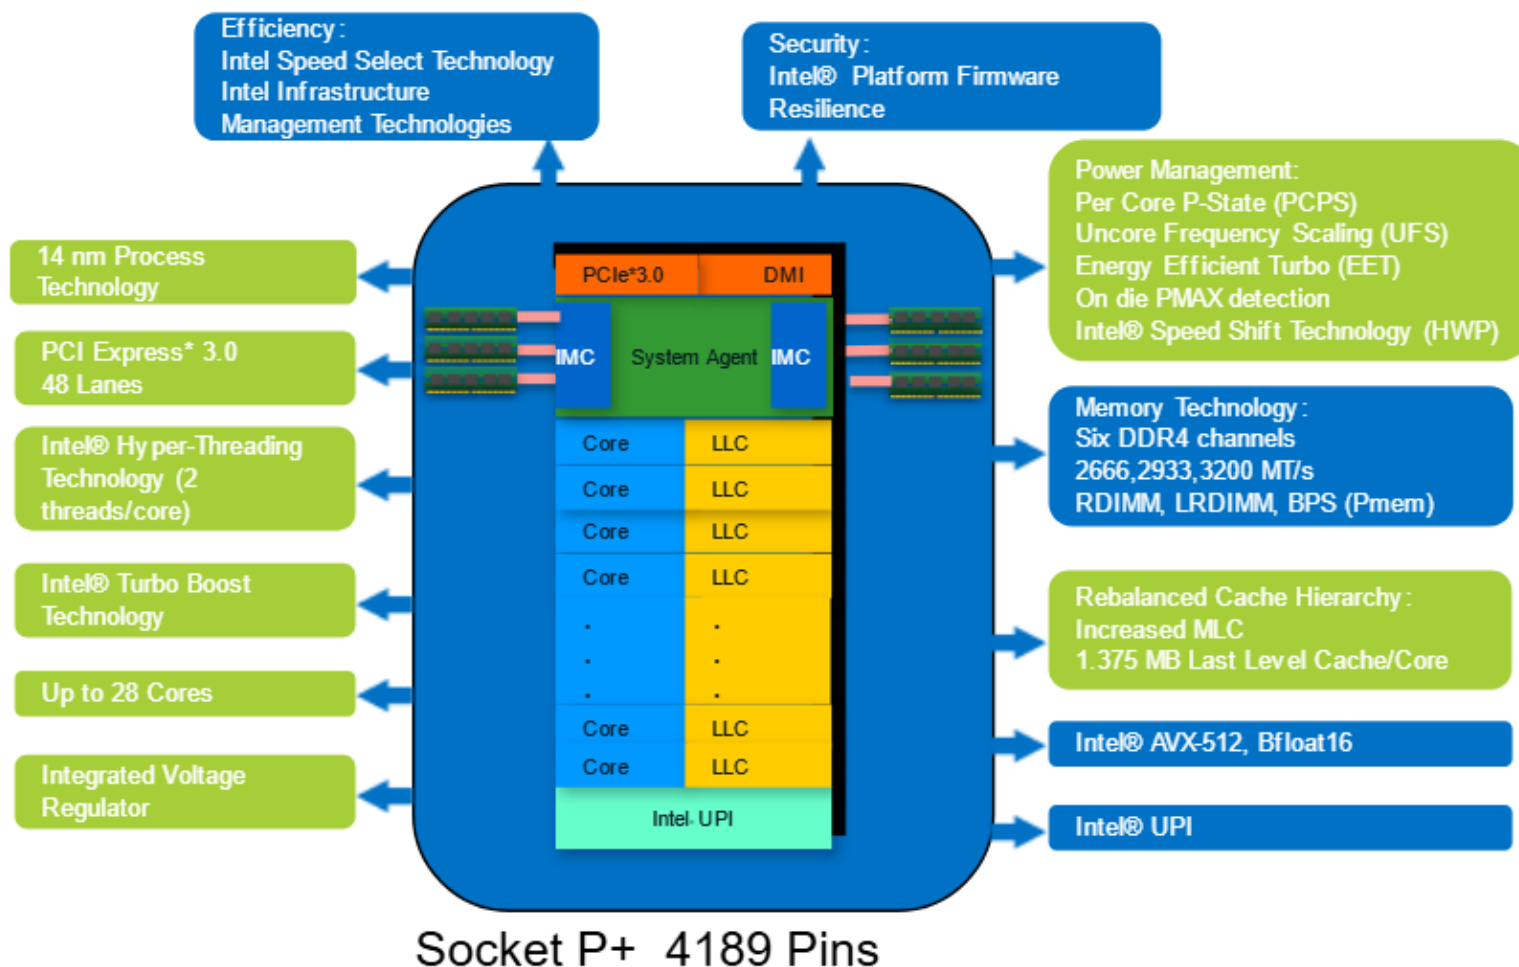 Efficiency:
Intel Speed Select Technology
Intel Infrastructure
Management Technologies
Security:
Intel® Platform Firmware
Resilience
14 nm Process
Technology
PCI Express* 3.0
48 Lanes
Intel® Hyper-Threading
Technology (2
threads/core)
Intel® Turbo Boost
Technology
Up to 28 Cores
Integrated Voltage
Regulator
PCIe*3.0 DMI
IMC System Agent IMC
Core LLC
Core LLC
Core LLC
Core LLC
. .
. .
. .
Core LLC
Core LLC
Intel- UPI
Power Management:
Per Core P-State (PCPS)
Uncore Frequency Scaling (UFS)
Energy Efficient Turbo (EET)
On die PMAX detection
Intel® Speed Shift Technology (HWP)
Memory Technology:
Six DDR4 channels
2666,2933,3200 MT/s
RDIMM, LRDIMM, BPS (Pmem)
Rebalanced Cache Hierarchy:
Increased MLC
1.375 MB Last Level Cache/Core
Intel® AVX-512, Bfloat16
Intel® UPI
Socket P+ 4189 Pins